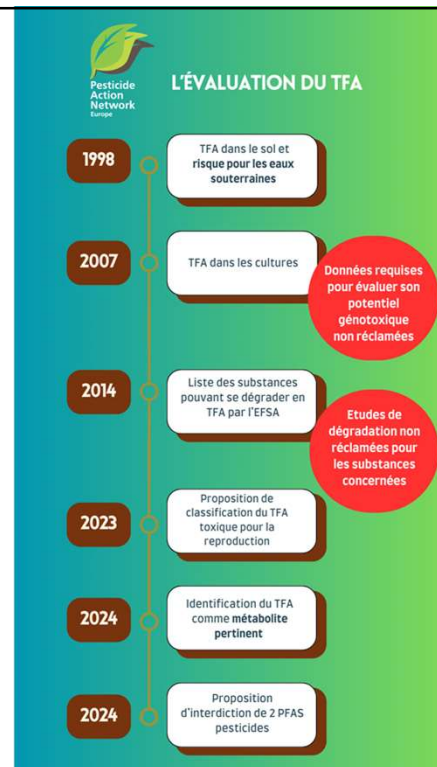 Pesticide
Action
Network
Europe
L'ÉVALUATION DU TFA
1998
TFA dans le sol et
risque pour les eaux
souterraines
2007
TFA dans les cultures
Données requises
pour évaluer son
potentiel
génotoxique
non réclamées
2014
Liste des substances
pouvant se dégrader en
TFA par l'EFSA
Etudes de
dégradation non
réclamées pour
les substances
concernées
2023
Proposition de
classification du TFA
toxique pour la
reproduction
2024
Identification du TFA
comme métabolite
pertinent
2024
Proposition
d'interdiction de 2 PFAS
pesticides